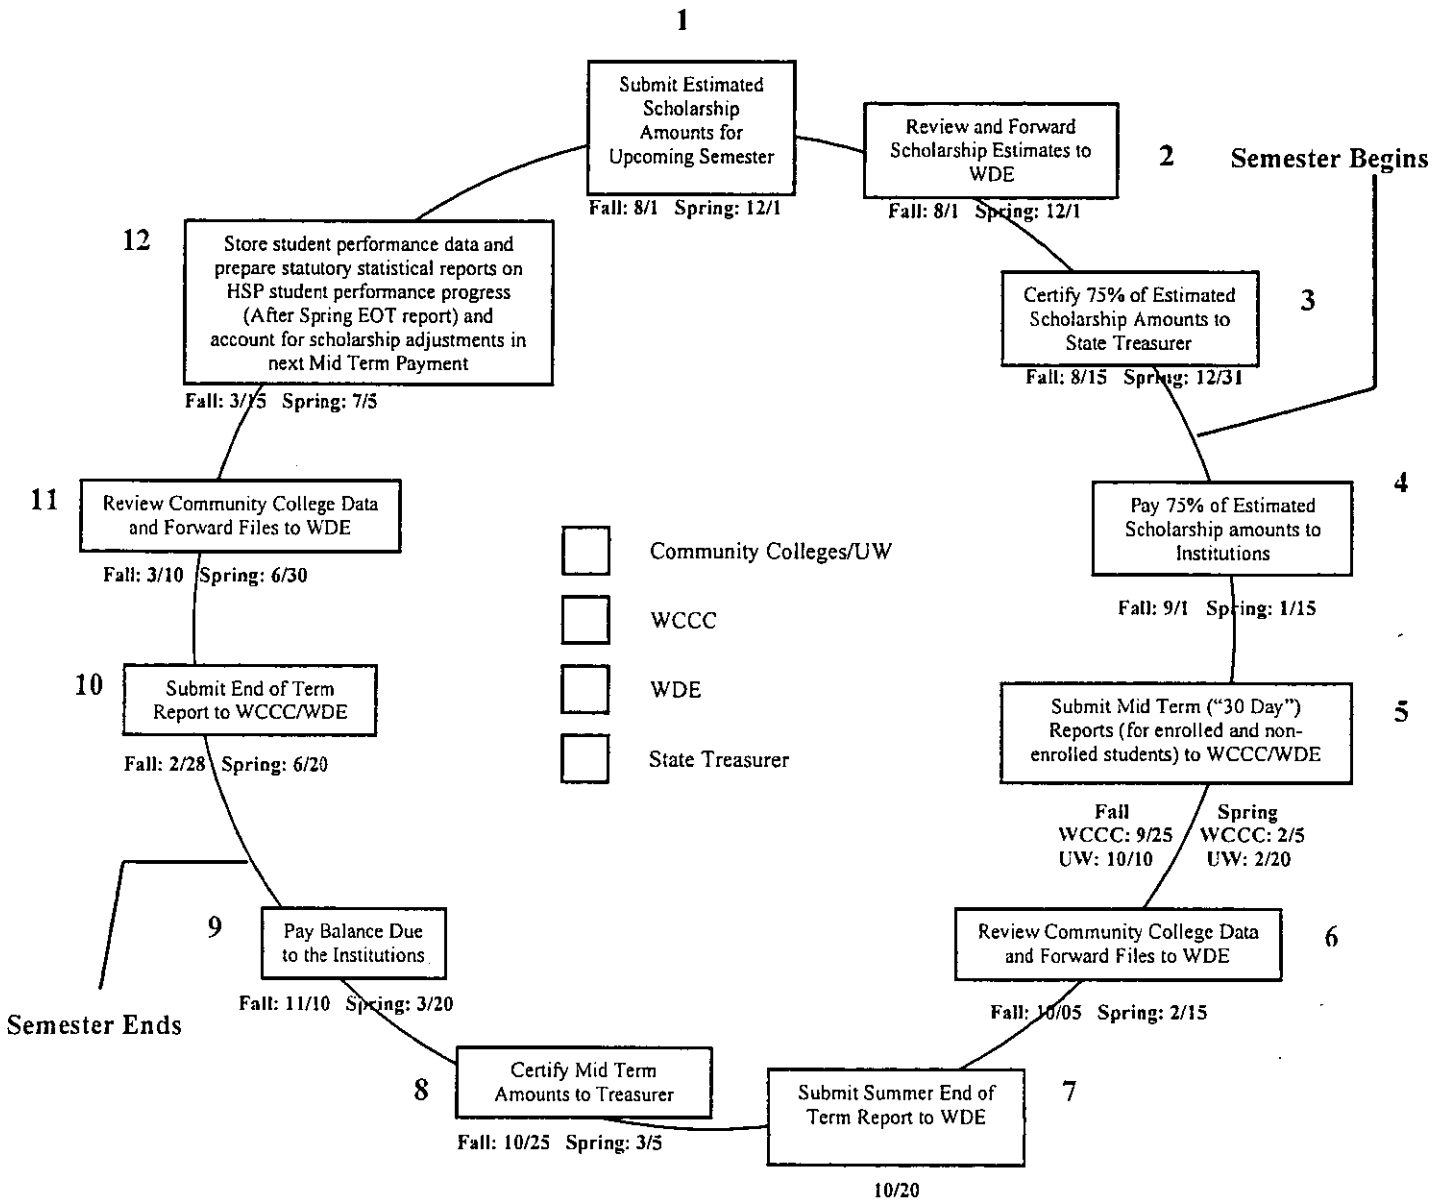 1
Submit Estimated
Scholarship
Amounts for
Upcoming Semester
Fall: 8/1 Spring: 12/1
2
Review and Forward
Scholarship Estimates to
WDE
Fall: 8/1 Spring: 12/1
Semester Begins
3
Certify 75% of Estimated
Scholarship Amounts to
State Treasurer
Fall: 8/15 Spring: 12/31
4
Pay 75% of Estimated
Scholarship amounts to
Institutions
Fall: 9/1 Spring: 1/15
5
Submit Mid Term (“30 Day”)
Reports (for enrolled and non-
enrolled students) to WCCC/WDE
Fall Spring
WCCC: 9/25 WCCC: 2/5
UW: 10/10 UW: 2/20
6
Review Community College Data
and Forward Files to WDE
Fall: 10/05 Spring: 2/15
7
Submit Summer End of
Term Report to WDE
10/20
8
Certify Mid Term
Amounts to Treasurer
Fall: 10/25 Spring: 3/5
9
Pay Balance Due
to the Institutions
Fall: 11/10 Spring: 3/20
Semester Ends
10
Submit End of Term
Report to WCCC/WDE
Fall: 2/28 Spring: 6/20
11
Review Community College Data
and Forward Files to WDE
Fall: 3/10 Spring: 6/30
12
Store student performance data and
prepare statutory statistical reports on
HSP student performance progress
(After Spring EOT report) and
account for scholarship adjustments in
next Mid Term Payment
Fall: 3/15 Spring: 7/5
Community Colleges/UW
WCCC
WDE
State Treasurer